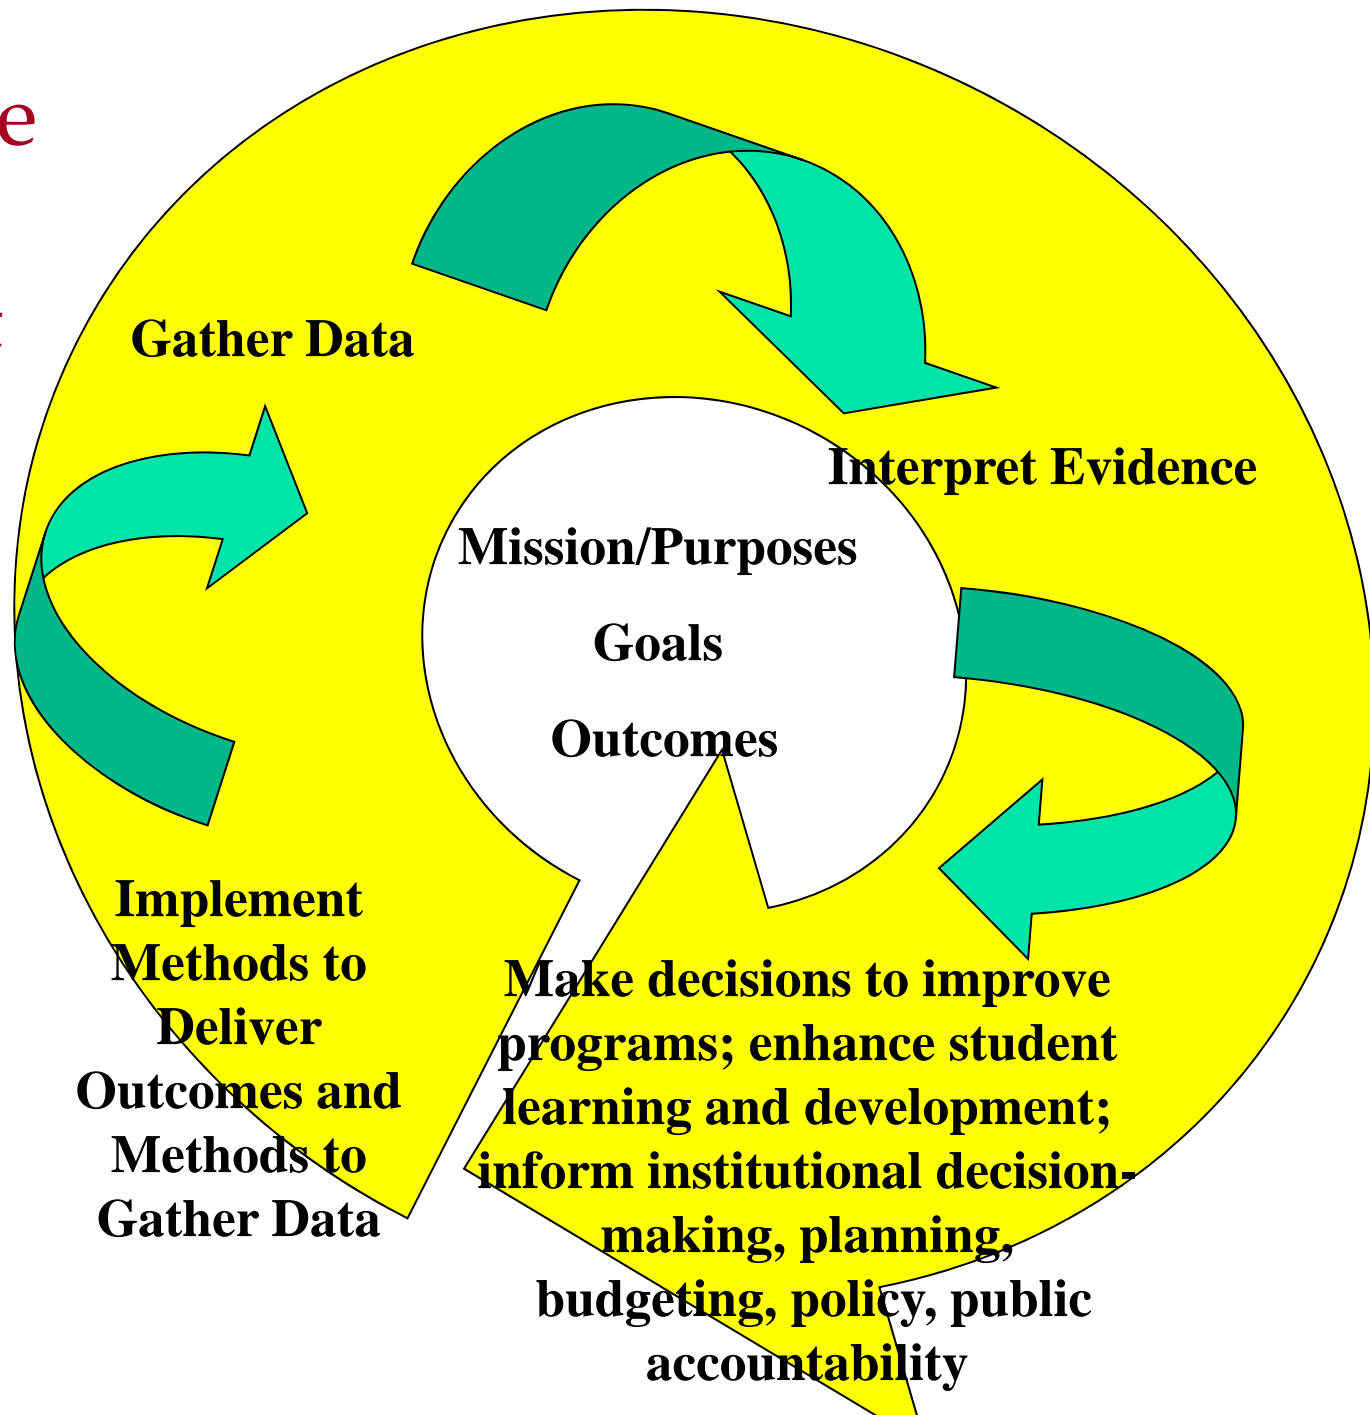 e
t
Gather Data
Interpret Evidence
Mission/Purposes
Goals
Outcomes
Implement
Methods to
Deliver
Outcomes and
Methods to
Gather Data
Make decisions to improve
programs; enhance student
learning and development;
inform institutional decision-
making, planning,
budgeting, policy, public
accountability